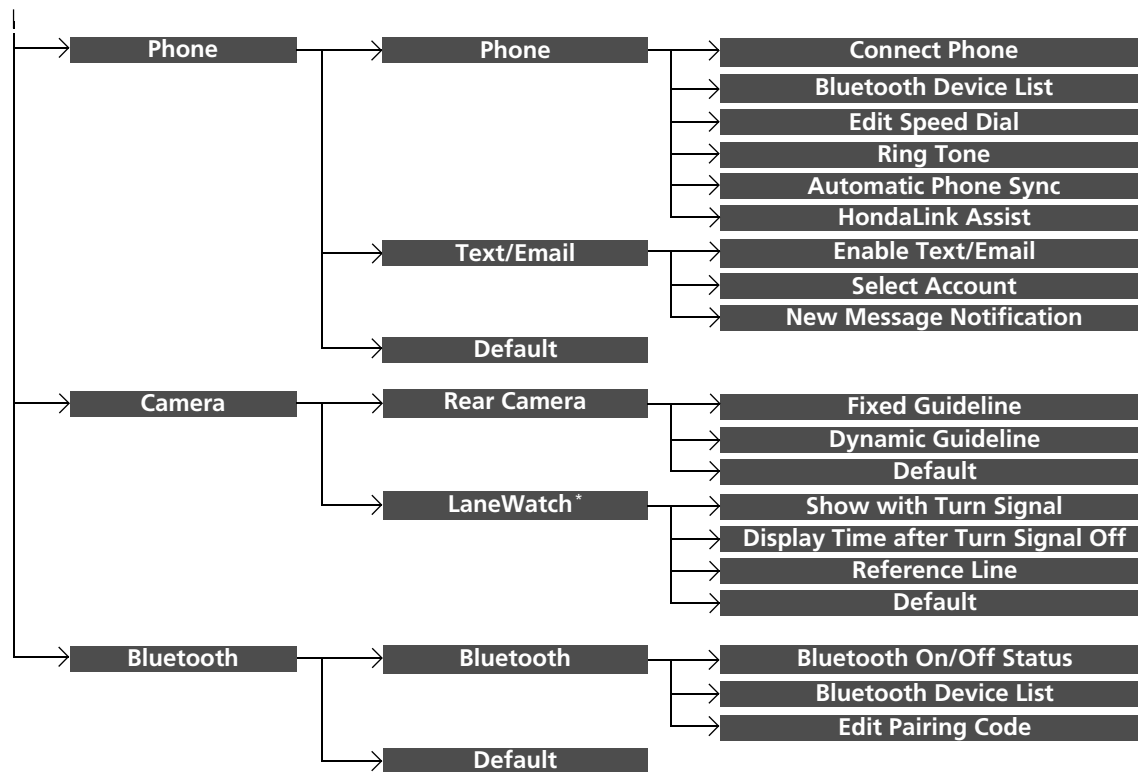 Phone
Phone
Connect Phone
Bluetooth Device List
Edit Speed Dial
Ring Tone
Automatic Phone Sync
HondaLink Assist
Text/Email
Enable Text/Email
Select Account
New Message Notification
Default
Camera
Rear Camera
Fixed Guideline
Dynamic Guideline
Default
LaneWatch*
Show with Turn Signal
Display Time after Turn Signal Off
Reference Line
Default
Bluetooth
Bluetooth
Bluetooth On/Off Status
Bluetooth Device List
Edit Pairing Code
Default